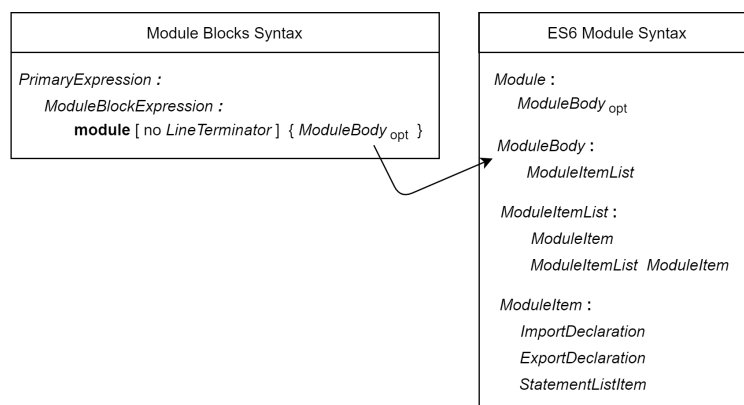 Module Blocks Syntax
PrimaryExpression :
ModuleBlockExpression :
module [ no LineTerminator ] { ModuleBody opt }
ES6 Module Syntax
Module :
ModuleBody opt
ModuleBody :
ModuleItemList
ModuleItemList :
ModuleItem
ModuleItemList ModuleItem
ModuleItem :
ImportDeclaration
ExportDeclaration
StatementListItem